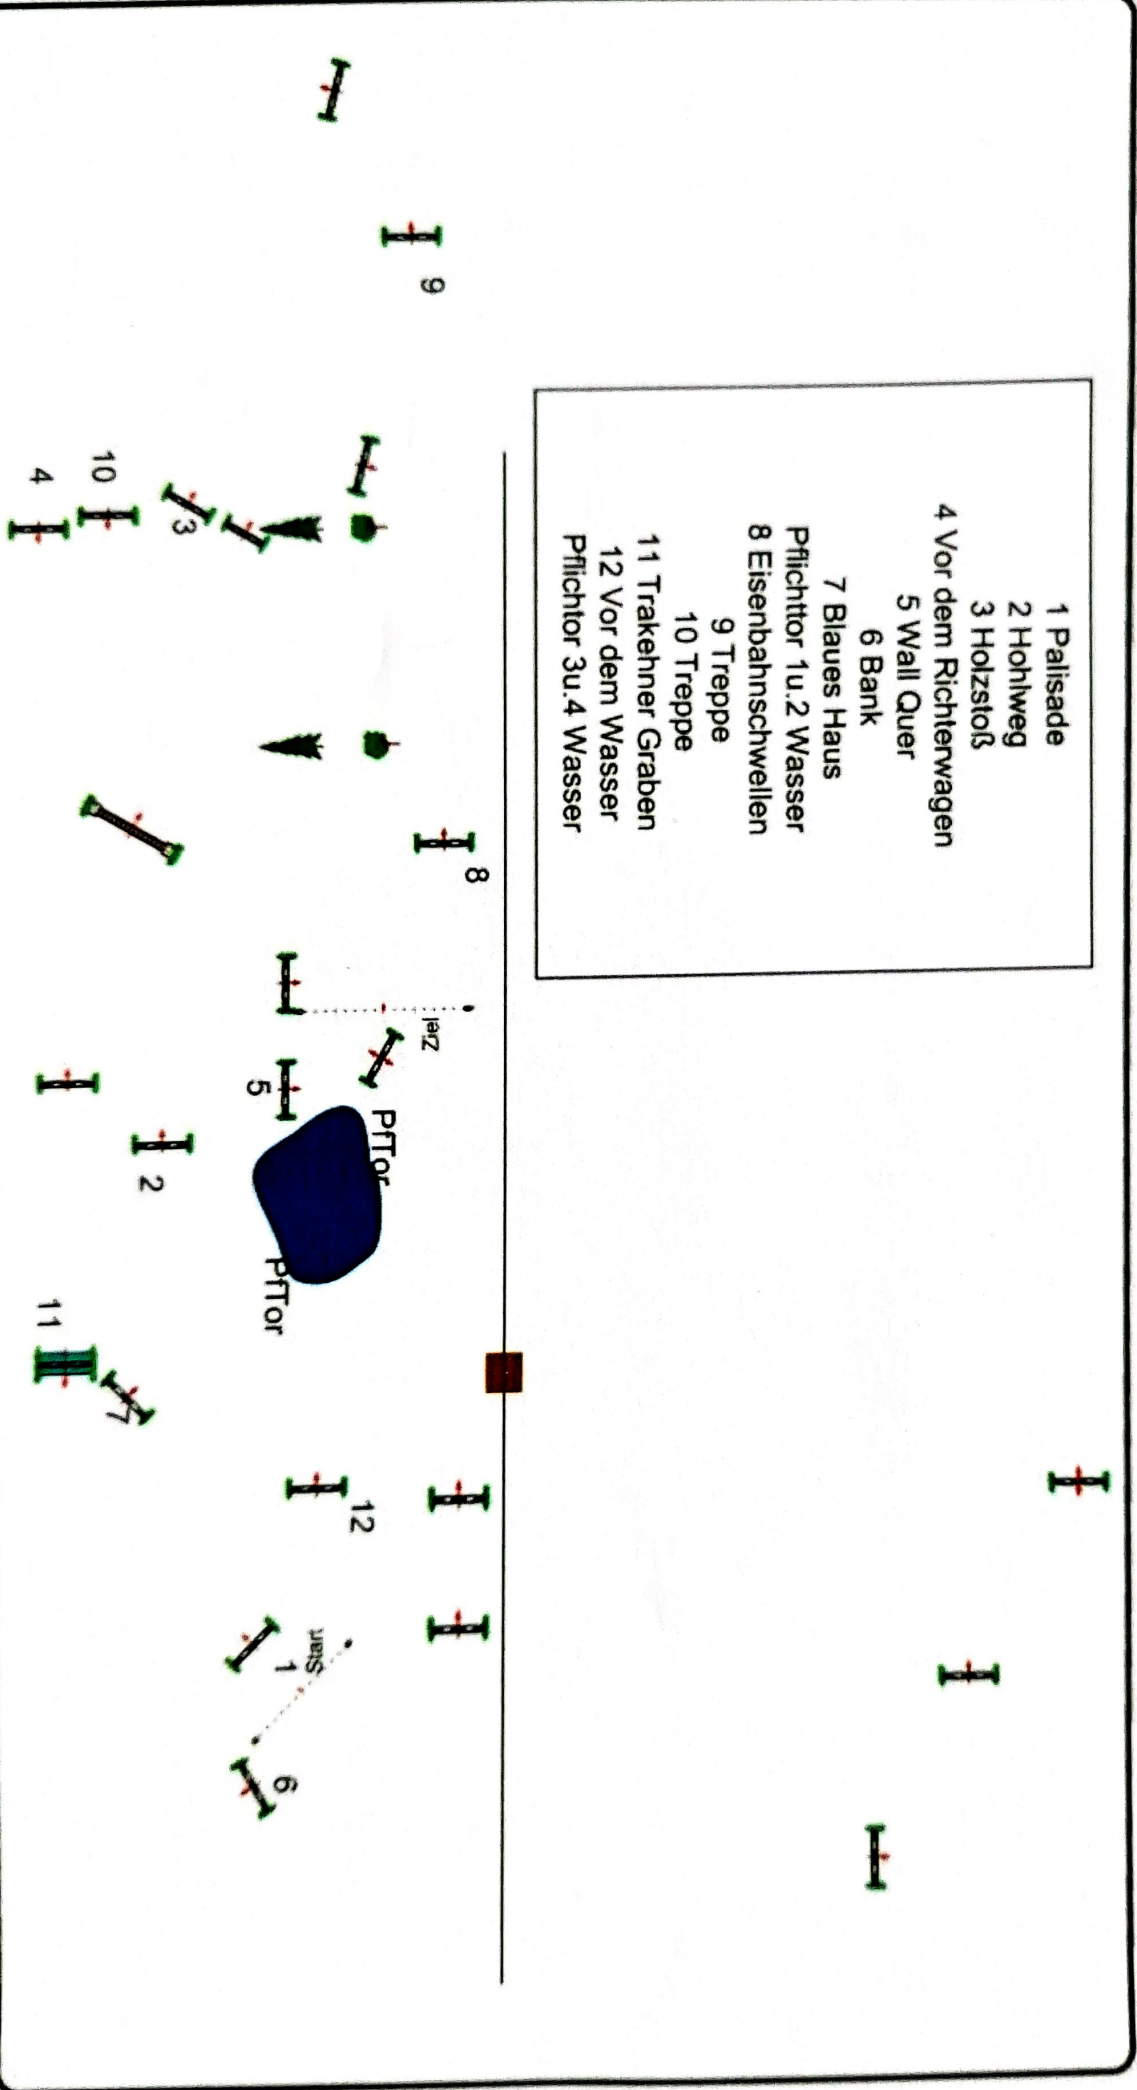 1 Palisade
2 Hohlweg
3 Holzstoß
4 Vor dem Richterwagen
5 Wall Quer
6 Bank
7 Blaues Haus
Pflichttor 1u.2 Wasser
8 Eisenbahnschwellen
9 Treppe
10 Treppe
11 Trakehner Graben
12 Vor dem Wasser
Pflichtor 3u.4 Wasser
9
8
Ziel
PfTor
12
Start
6
1
PfTor
5
3
2
7
10
11
4